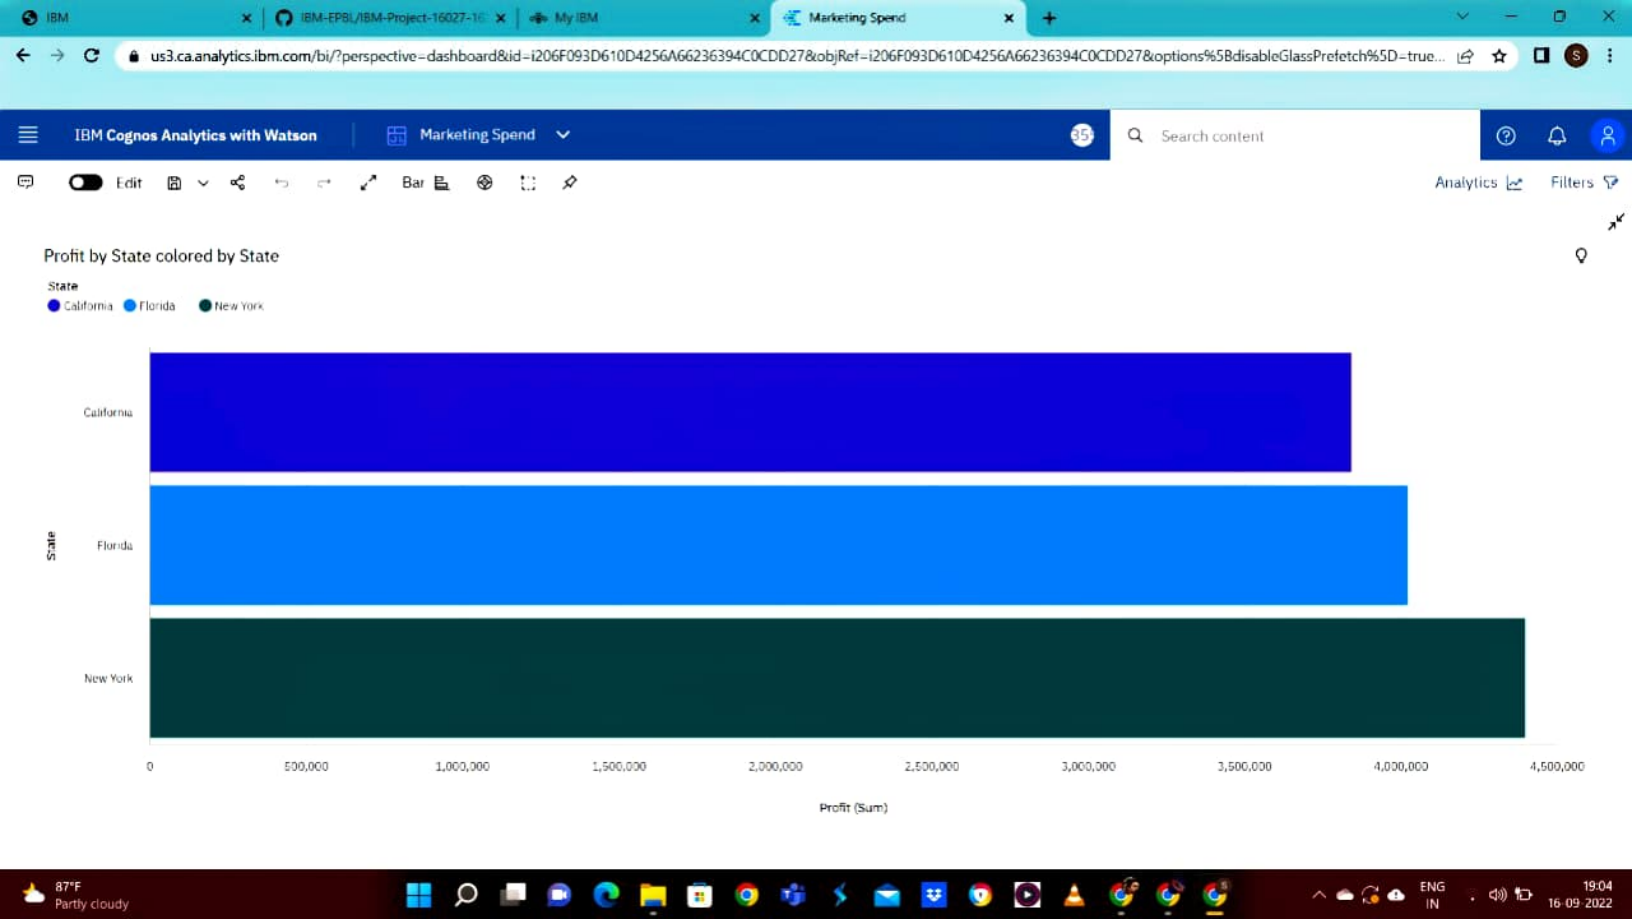 IBM
IBM-EPBL/IBM-Project-16027-16
My IBM
Marketing Spend
us3.ca.analytics.ibm.com/bi/?perspective=dashboard&id=i206F093D610D4256A66236394C0CDD27&objRef=i206F093D610D4256A66236394C0CDD27&options%5BdisableGlassPrefetch%5D=true...
S
IBM Cognos Analytics with Watson
Marketing Spend
35
Search content
Edit
Bar
Analytics
Filters
Profit by State colored by State
State
California Florida New York
California
Florida
New York
State
0 500,000 1,000,000 1,500,000 2,000,000 2,500,000 3,000,000 3,500,000 4,000,000 4,500,000
Profit (Sum)
87°F
Partly cloudy
ENG
IN
19:04
16-09-2022